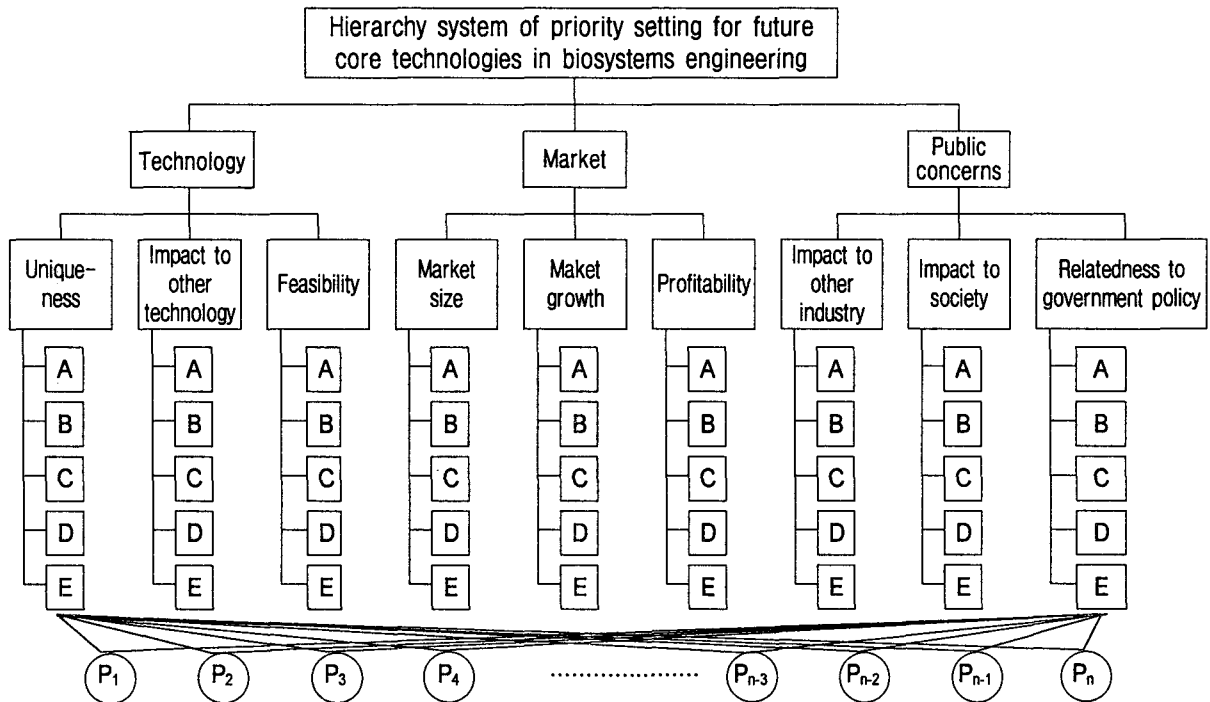 Hierarchy system of priority setting for future
core technologies in biosystems engineering
Technology
Market
Public
concerns
Unique-
ness
Impact to
other
technology
Feasibility
Market
size
Maket
growth
Profitability
Impact to
other
industry
Impact to
society
Relatedness to
government policy
A A A A A A A A A
B B B B B B B B B
C C C C C C C C C
D D D D D D D D D
E E E E E E E E E
P1 P2 P3 P4 .................... Pn-3 Pn-2 Pn-1 Pn